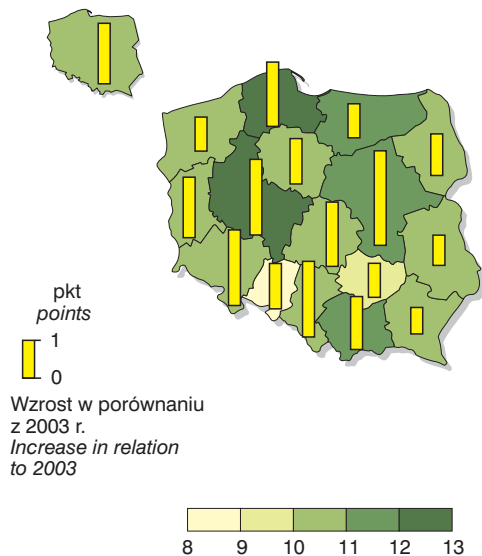 pkt
points
1
0
Wzrost w porównaniu
z 2003 r.
Increase in relation
to 2003
8 9 10 11 12 13